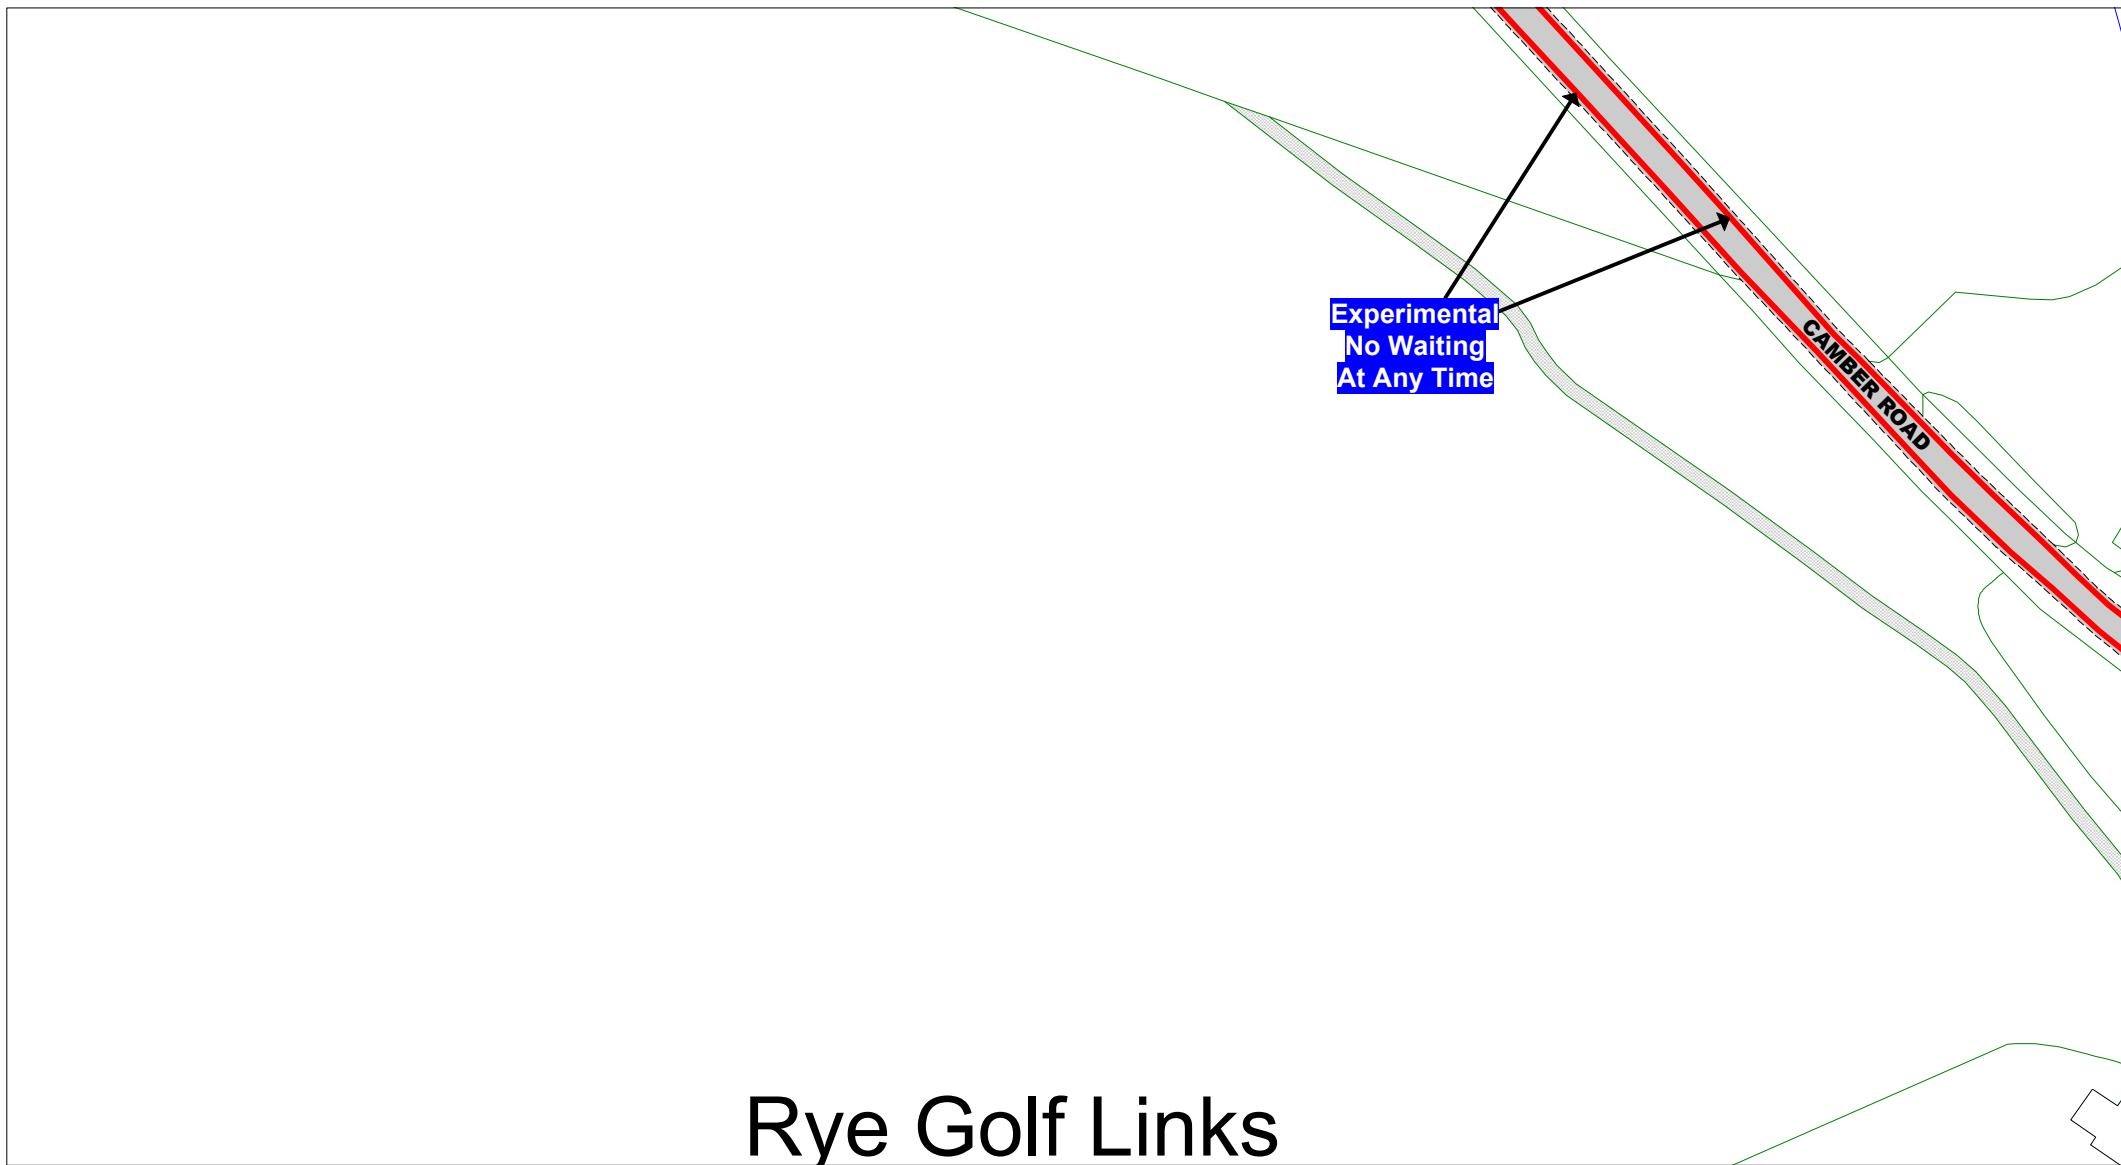 Experimental
No Waiting
At Any Time
CAMBER ROAD
Rye Golf Links